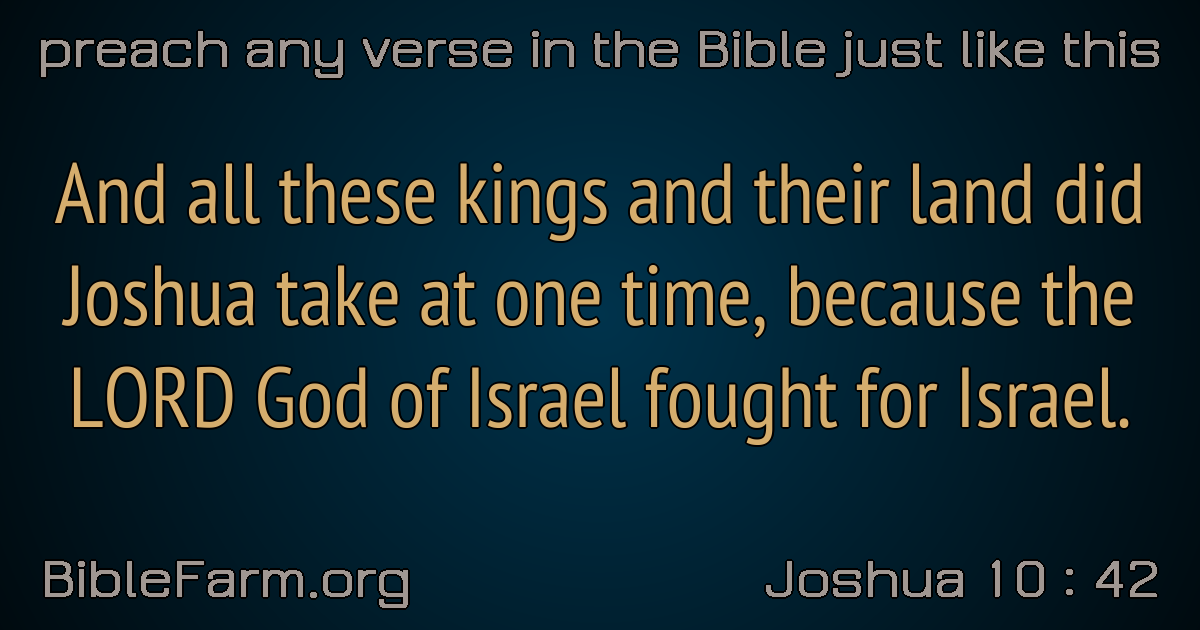 preach any verse in the Bible just like this
And all these kings and their land did
Joshua take at one time, because the
LORD God of Israel fought for Israel.
BibleFarm.org
Joshua 10 : 42